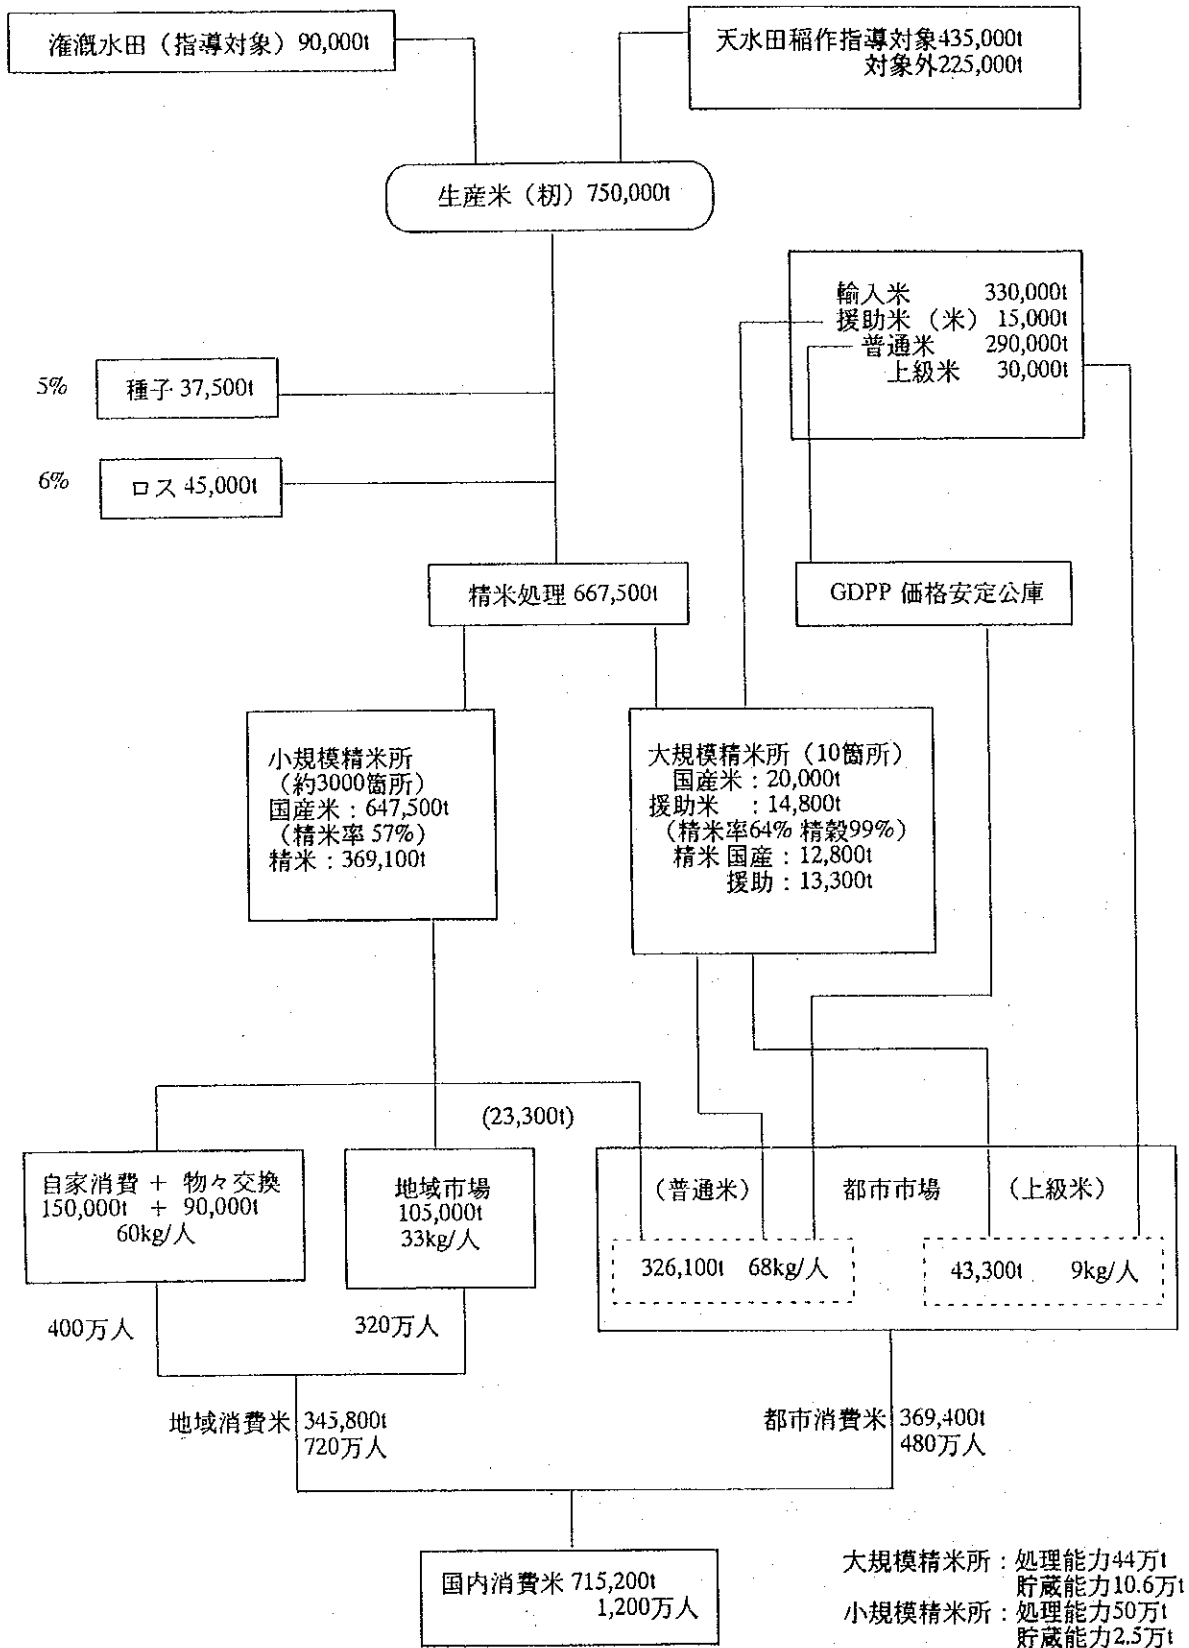 灌漑水田（指導対象）90,000t
天水田稲作指導対象435,000t
対象外225,000t
生産米（籾）750,000t
輸入米 330,000t
援助米（米）15,000t
普通米 290,000t
上級米 30,000t
5% 種子 37,500t
6% ロス 45,000t
精米処理 667,500t
GDPP 価格安定公庫
小規模精米所
（約3000箇所）
国産米：647,500t
（精米率 57%）
精米：369,100t
大規模精米所（10箇所）
国産米：20,000t
援助米 ：14,800t
（精米率64% 精穀99%）
精米 国産：12,800t
援助：13,300t
(23,300t)
自家消費 ＋ 物々交換
150,000t ＋ 90,000t
60kg/人
地域市場
105,000t
33kg/人
（普通米） 都市市場 （上級米）
326,100t 68kg/人
43,300t 9kg/人
400万人
320万人
地域消費米 345,800t
720万人
都市消費米 369,400t
480万人
国内消費米 715,200t
1,200万人
大規模精米所：処理能力44万t
貯蔵能力10.6万t
小規模精米所：処理能力50万t
貯蔵能力2.5万t